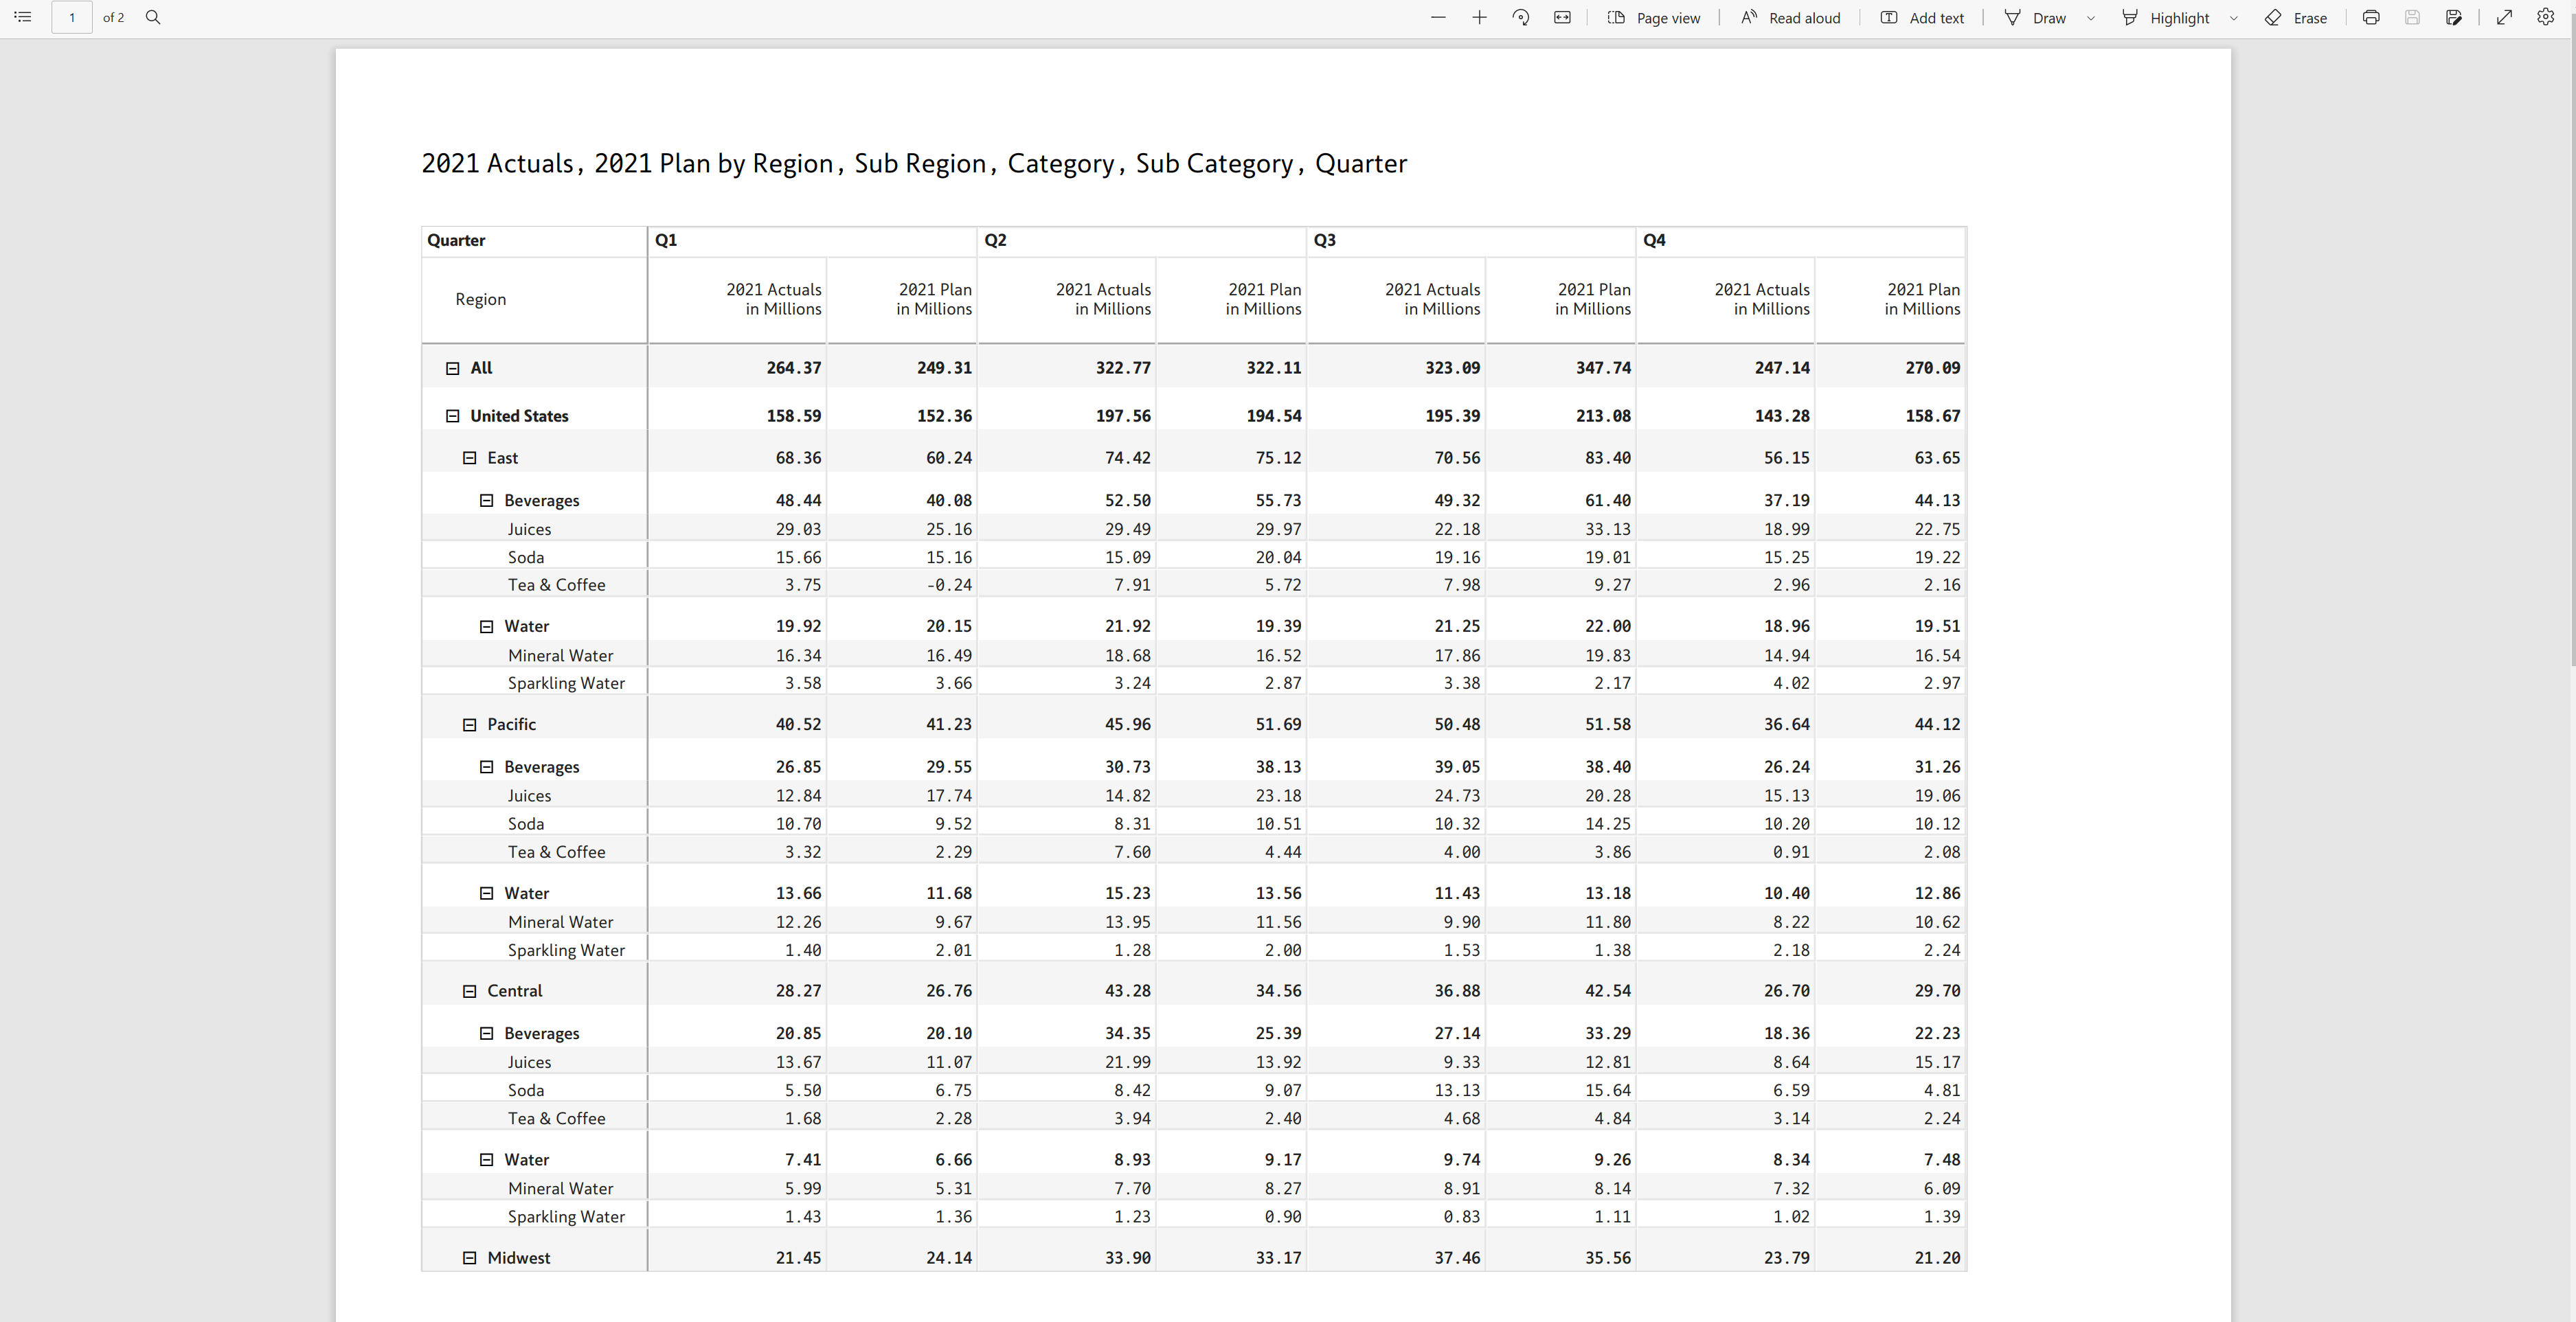 1 of 2 Page view Read aloud Add text Draw Highlight Erase
2021 Actuals, 2021 Plan by Region, Sub Region, Category, Sub Category, Quarter
Quarter Q1 Q2 Q3 Q4
Region 2021 Actuals 2021 Plan 2021 Actuals 2021 Plan 2021 Actuals 2021 Plan 2021 Actuals 2021 Plan
in Millions in Millions in Millions in Millions in Millions in Millions in Millions in Millions
All 264.37 249.31 322.77 322.11 323.09 347.74 247.14 270.09
United States 158.59 152.36 197.56 194.54 195.39 213.08 143.28 158.67
East 68.36 60.24 74.42 75.12 70.56 83.40 56.15 63.65
Beverages 48.44 40.08 52.50 55.73 49.32 61.40 37.19 44.13
Juices 29.03 25.16 29.49 29.97 22.18 33.13 18.99 22.75
Soda 15.66 15.16 15.09 20.04 19.16 19.01 15.25 19.22
Tea & Coffee 3.75 -0.24 7.91 5.72 7.98 9.27 2.96 2.16
Water 19.92 20.15 21.92 19.39 21.25 22.00 18.96 19.51
Mineral Water 16.34 16.49 18.68 16.52 17.86 19.83 14.94 16.54
Sparkling Water 3.58 3.66 3.24 2.87 3.38 2.17 4.02 2.97
Pacific 40.52 41.23 45.96 51.69 50.48 51.58 36.64 44.12
Beverages 26.85 29.55 30.73 38.13 39.05 38.40 26.24 31.26
Juices 12.84 17.74 14.82 23.18 24.73 20.28 15.13 19.06
Soda 10.70 9.52 8.31 10.51 10.32 14.25 10.20 10.12
Tea & Coffee 3.32 2.29 7.60 4.44 4.00 3.86 0.91 2.08
Water 13.66 11.68 15.23 13.56 11.43 13.18 10.40 12.86
Mineral Water 12.26 9.67 13.95 11.56 9.90 11.80 8.22 10.62
Sparkling Water 1.40 2.01 1.28 2.00 1.53 1.38 2.18 2.24
Central 28.27 26.76 43.28 34.56 36.88 42.54 26.70 29.70
Beverages 20.85 20.10 34.35 25.39 27.14 33.29 18.36 22.23
Juices 13.67 11.07 21.99 13.92 9.33 12.81 8.64 15.17
Soda 5.50 6.75 8.42 9.07 13.13 15.64 6.59 4.81
Tea & Coffee 1.68 2.28 3.94 2.40 4.68 4.84 3.14 2.24
Water 7.41 6.66 8.93 9.17 9.74 9.26 8.34 7.48
Mineral Water 5.99 5.31 7.70 8.27 8.91 8.14 7.32 6.09
Sparkling Water 1.43 1.36 1.23 0.90 0.83 1.11 1.02 1.39
Midwest 21.45 24.14 33.90 33.17 37.46 35.56 23.79 21.20